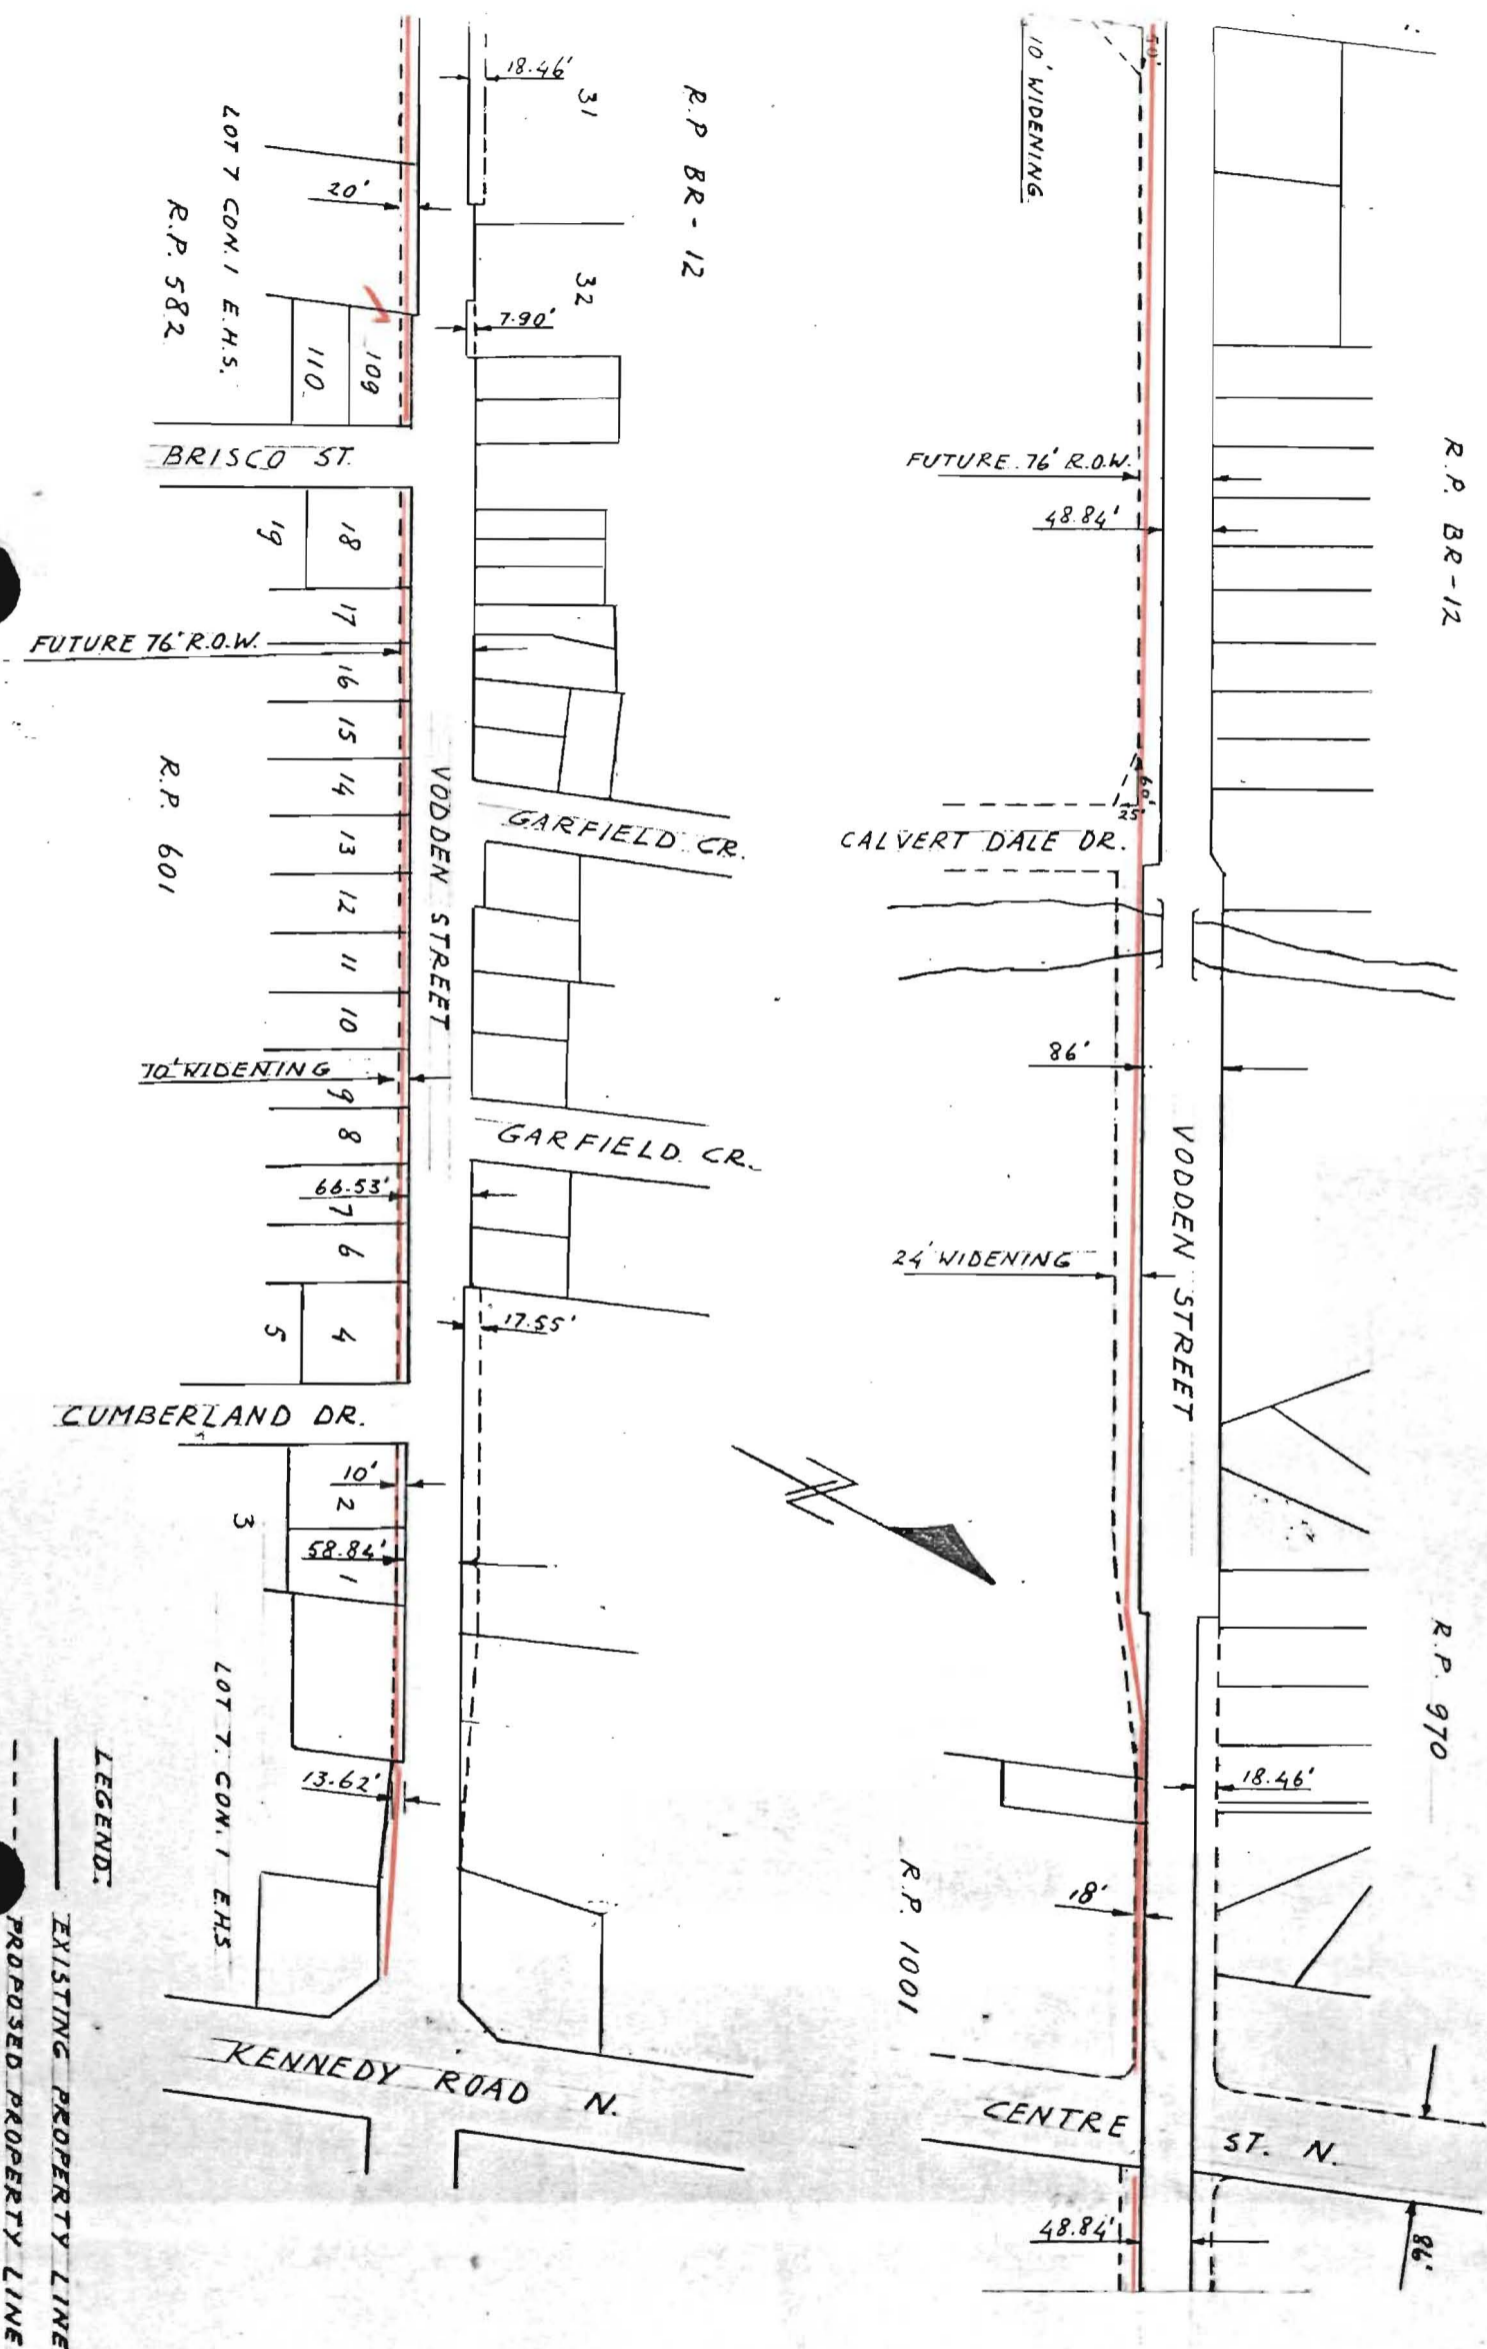 R.P. BR-12
R.P. 970
50'
10' WIDENING
FUTURE 76' R.O.W.
48.84'
60'
25'
CALVERT DALE DR.
86'
VODDEN STREET
24' WIDENING
18.46'
R.P. 1001
18'
CENTRE ST. N.
48.84'
86'
R.P BR-12
18.46'
31
32
7.90'
20'
LOT 7 CON. 1 E.H.S.
R.P. 582
109
110
BRISCO ST.
18
19
17
FUTURE 76' R.O.W.
16
15
14
13
12
11
10
R.P. 601
VODDEN STREET
GARFIELD CR.
10' WIDENING
9
8
GARFIELD CR.
66.53'
7
6
17.55'
4
5
CUMBERLAND DR.
10'
2
3
58.84'
1
LOT 7. CON. 1 E.H.S
13.62'
KENNEDY ROAD N.
LEGEND:
EXISTING PROPERTY LINE
PROPOSED PROPERTY LINE